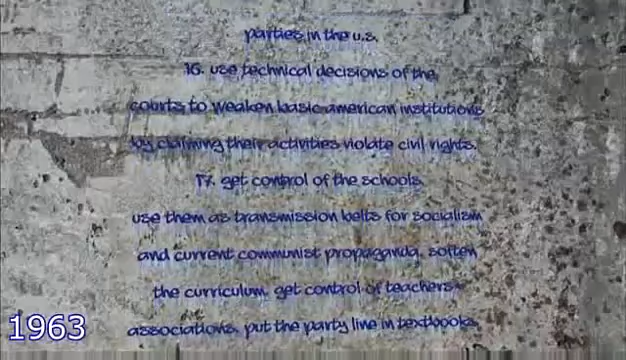 parties in the u.s.
16. use technical decisions of the
courts to weaken basic american institutions
by claiming their activities violate civil rights.
17. get control of the schools.
use them as transmission belts for socialism
and current communist propaganda. soften
the curriculum. get control of teachers'
associations. put the party line in textbooks.
1963